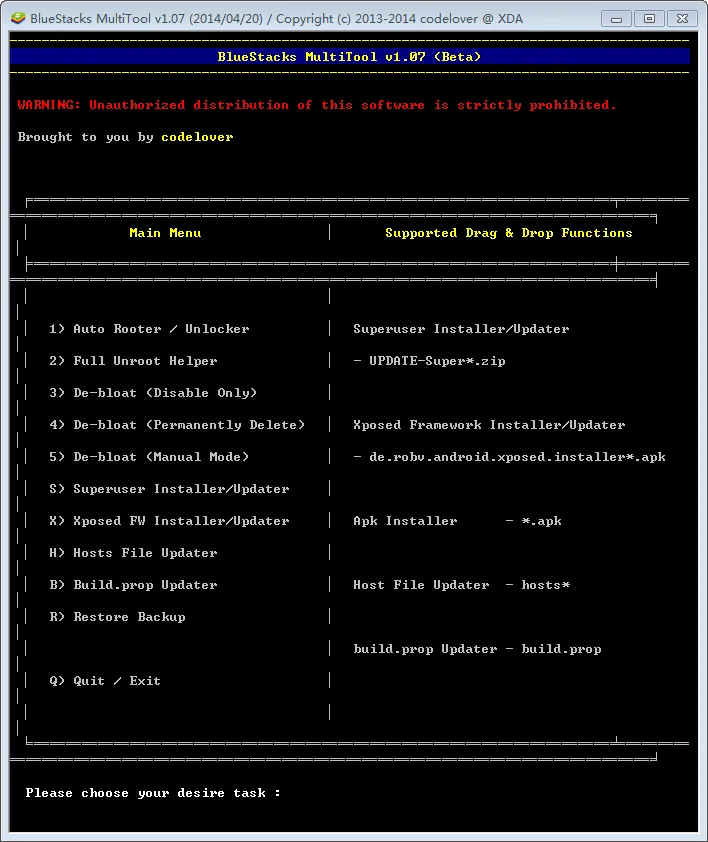 BlueStacks MultiTool v1.07 (2014/04/20) / Copyright (c) 2013-2014 codelover @ XDA
BlueStacks MultiTool v1.07 (Beta)
WARNING: Unauthorized distribution of this software is strictly prohibited.
Brought to you by codelover
Main Menu Supported Drag & Drop Functions
1) Auto Rooter / Unlocker Superuser Installer/Updater
2) Full Unroot Helper - UPDATE-Super*.zip
3) De-bloat (Disable Only)
4) De-bloat (Permanently Delete) Xposed Framework Installer/Updater
5) De-bloat (Manual Mode) - de.robv.android.xposed.installer*.apk
S) Superuser Installer/Updater
X) Xposed FW Installer/Updater Apk Installer - *.apk
H) Hosts File Updater
B) Build.prop Updater Host File Updater - hosts*
R) Restore Backup
build.prop Updater - build.prop
Q) Quit / Exit
Please choose your desire task :